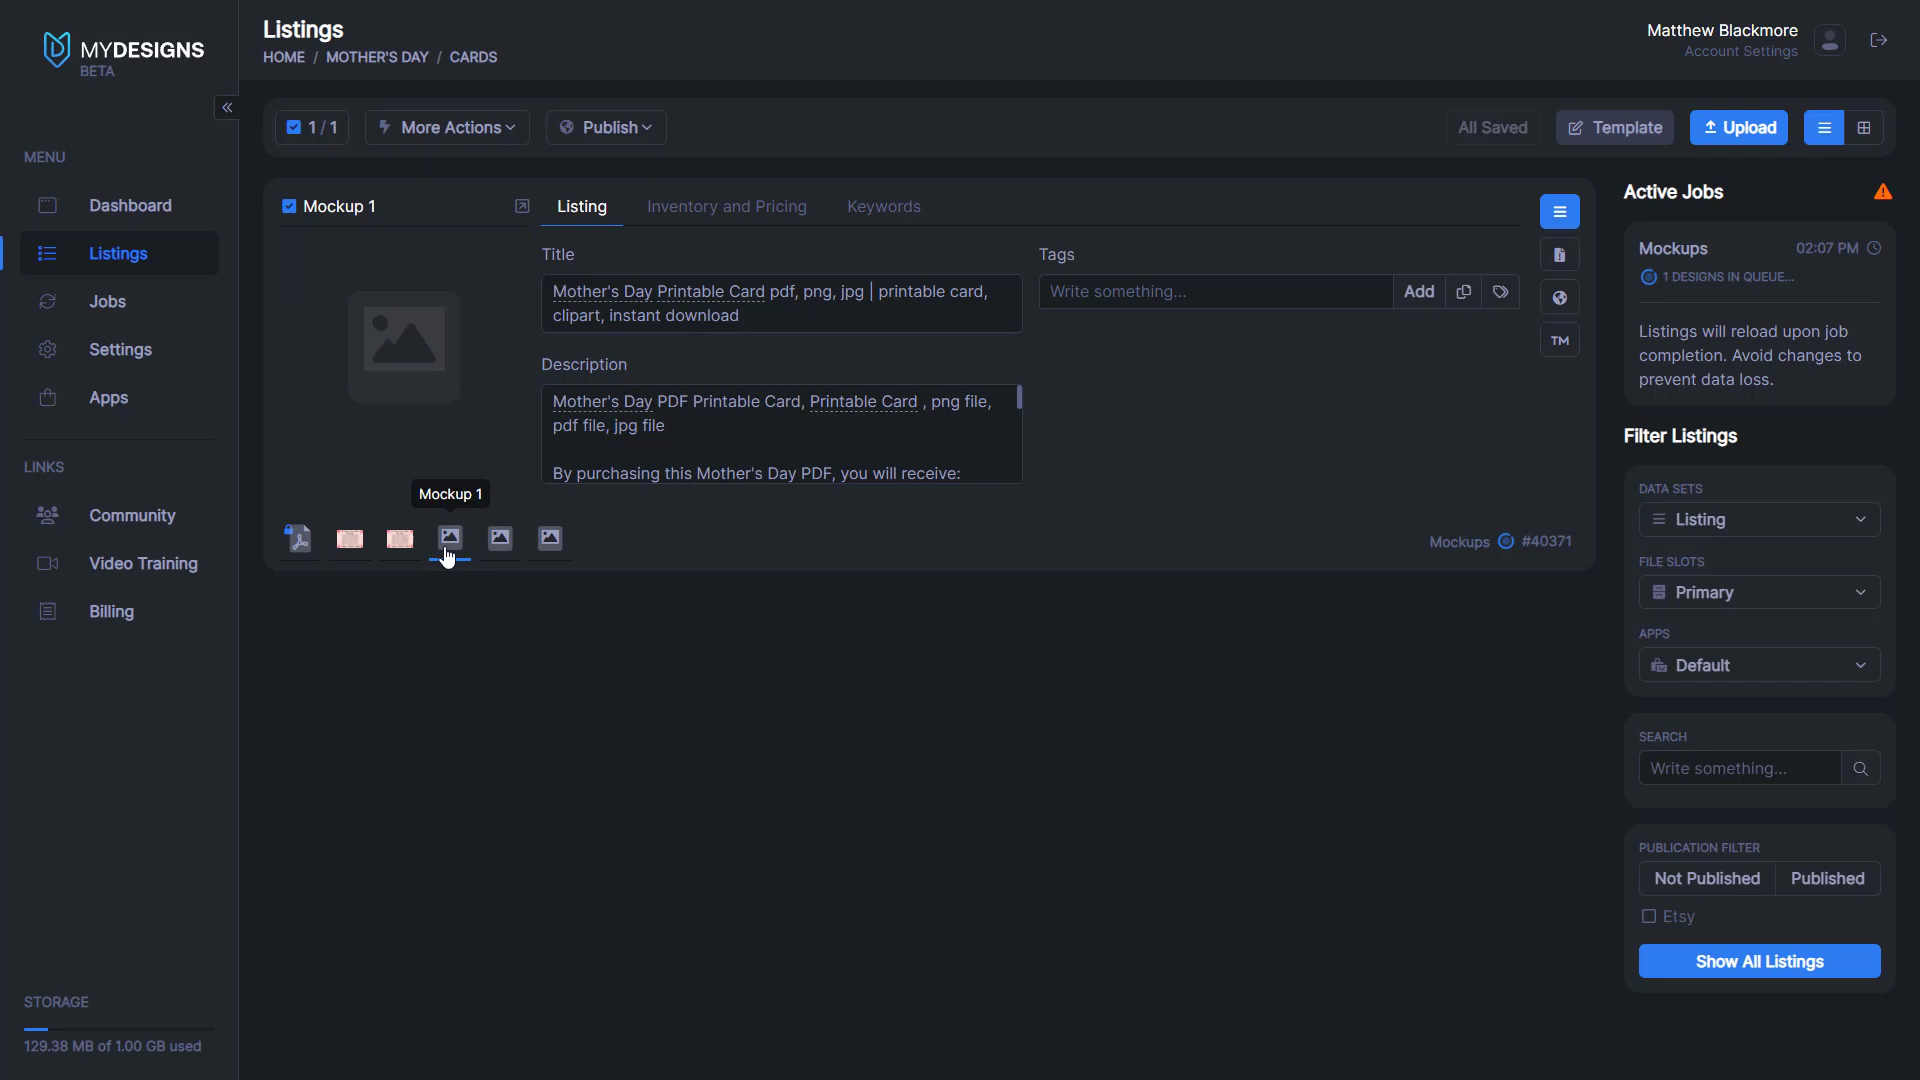 MYDESIGNS
BETA
MENU
Dashboard
Listings
Jobs
Settings
Apps
LINKS
Community
Video Training
Billing
STORAGE
129.38 MB of 1.00 GB used
Listings
HOME / MOTHER'S DAY / CARDS
Matthew Blackmore
Account Settings
1 / 1
More Actions
Publish
All Saved
Template
Upload
Mockup 1
Listing
Inventory and Pricing
Keywords
Title
Mother's Day Printable Card pdf, png, jpg | printable card,
clipart, instant download
Description
Mother's Day PDF Printable Card, Printable Card , png file,
pdf file, jpg file
By purchasing this Mother's Day PDF, you will receive:
Tags
Write something...
Add
TM
Mockup 1
Mockups #40371
Active Jobs
Mockups 02:07 PM
1 DESIGNS IN QUEUE...
Listings will reload upon job
completion. Avoid changes to
prevent data loss.
Filter Listings
DATA SETS
Listing
FILE SLOTS
Primary
APPS
Default
SEARCH
Write something...
PUBLICATION FILTER
Not Published
Published
Etsy
Show All Listings